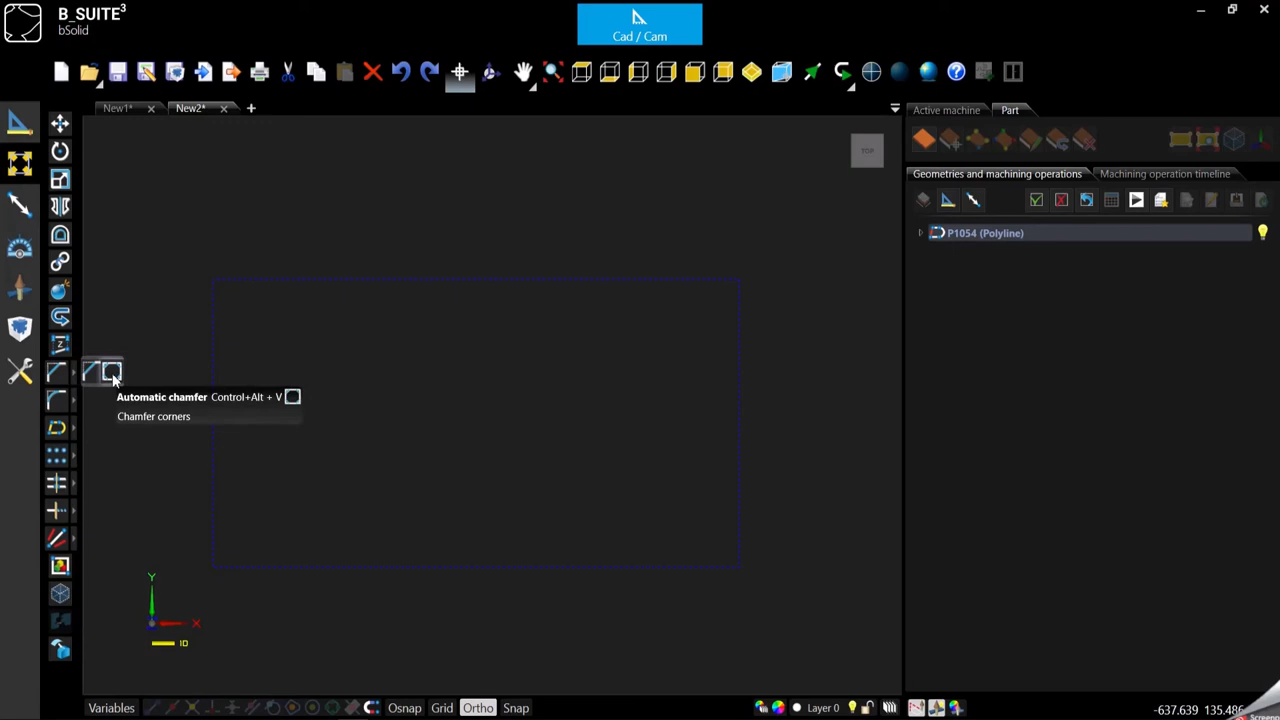 B_SUITE³
bSolid
Cad / Cam
New1*
New2*
Active machine
Part
TOP
Geometries and machining operations
Machining operation timeline
P1054 (Polyline)
Z
Automatic chamfer Control+Alt + V
Chamfer corners
Y
X
ID
Variables
Osnap
Grid
Ortho
Snap
Layer 0
-637.639 135.486